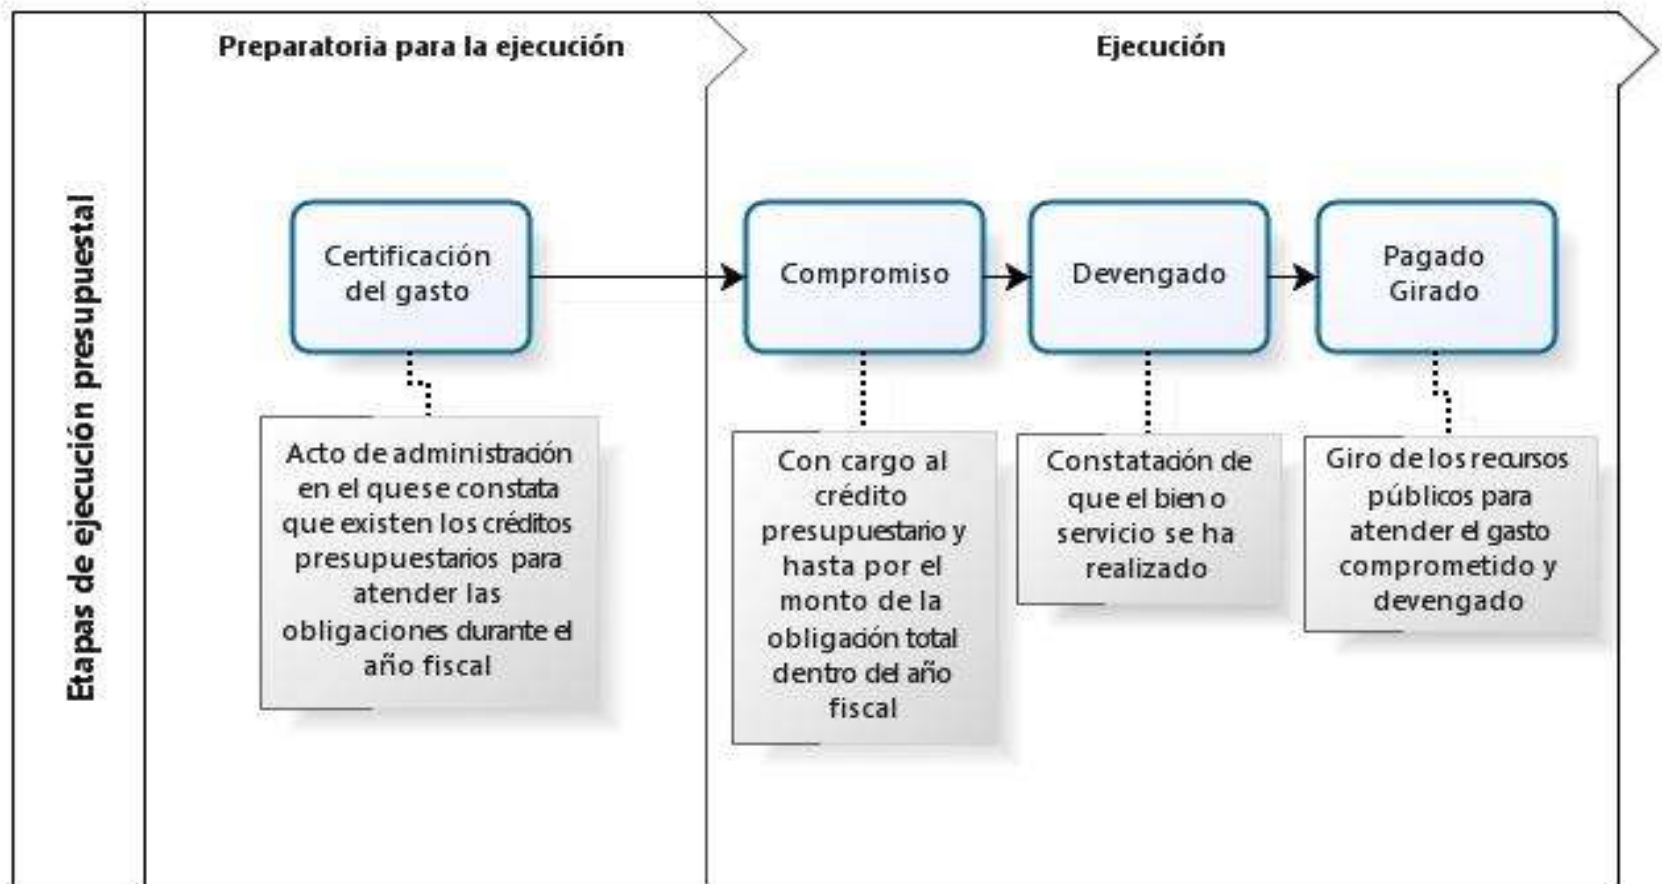 Preparatoria para la ejecución
Ejecución
Etapas de ejecución presupuestal
Certificación
del gasto
Compromiso
Devengado
Pagado
Girado
Acto de administración
en el que se constata
que existen los créditos
presupuestarios para
atender las
obligaciones durante el
año fiscal
Con cargo al
crédito
presupuestario y
hasta por el
monto de la
obligación total
dentro del año
fiscal
Constatación de
que el bien o
servicio se ha
realizado
Giro de los recursos
públicos para
atender el gasto
comprometido y
devengado